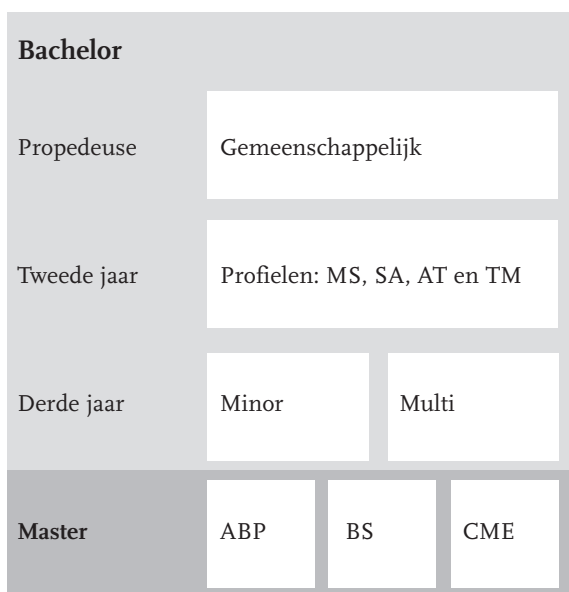 Bachelor
Propedeuse
Gemeenschappelijk
Tweede jaar
Profielen: MS, SA, AT en TM
Derde jaar
Minor
Multi
Master
ABP
BS
CME